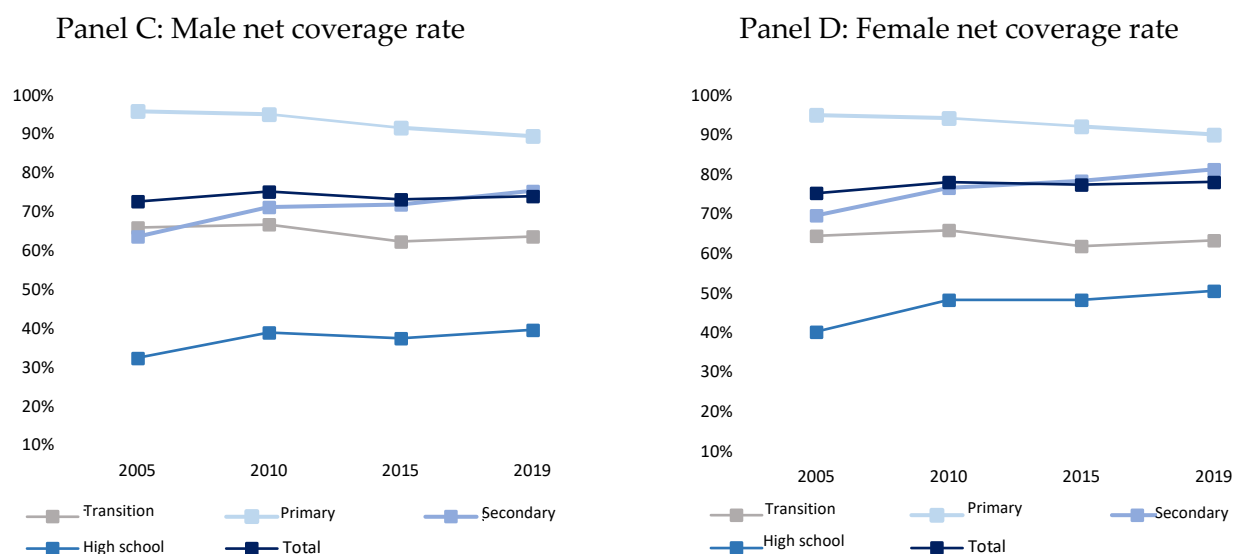 Panel C: Male net coverage rate
100%
90%
80%
70%
60%
50%
40%
30%
20%
10%
2005 2010 2015 2019
Transition Primary Secondary
High school Total
Panel D: Female net coverage rate
100%
90%
80%
70%
60%
50%
40%
30%
20%
10%
2005 2010 2015 2019
Transition Primary Secondary
High school Total